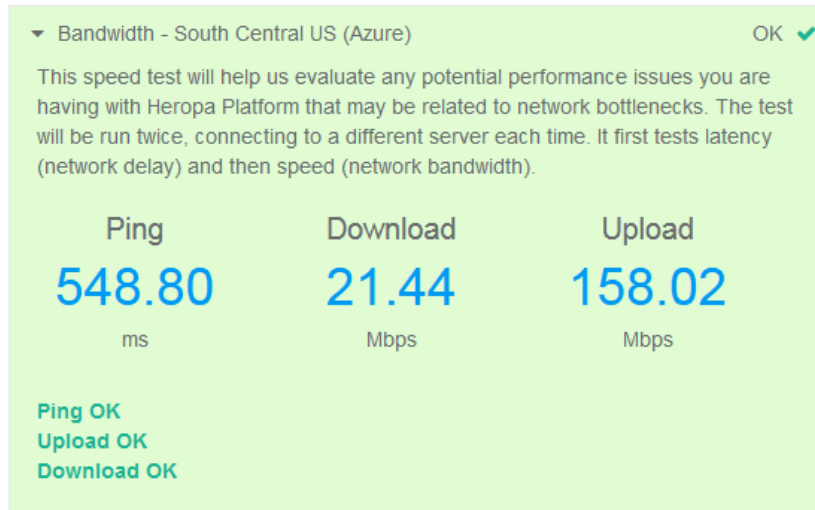 Bandwidth - South Central US (Azure) OK
This speed test will help us evaluate any potential performance issues you are
having with Heropa Platform that may be related to network bottlenecks. The test
will be run twice, connecting to a different server each time. It first tests latency
(network delay) and then speed (network bandwidth).
Ping Download Upload
548.80 21.44 158.02
ms Mbps Mbps
Ping OK
Upload OK
Download OK